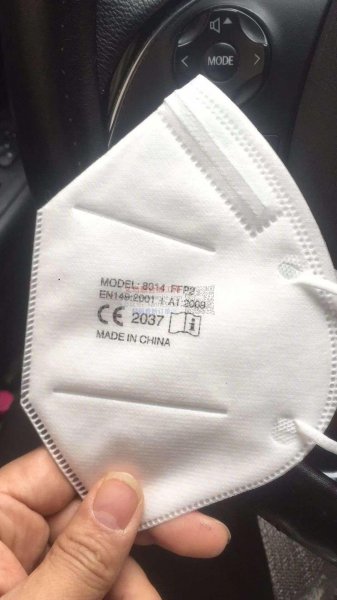 MODE
MODEL: 8014 FFP2
EN149:2001 + A1:2009
CE 2037 i
MADE IN CHINA